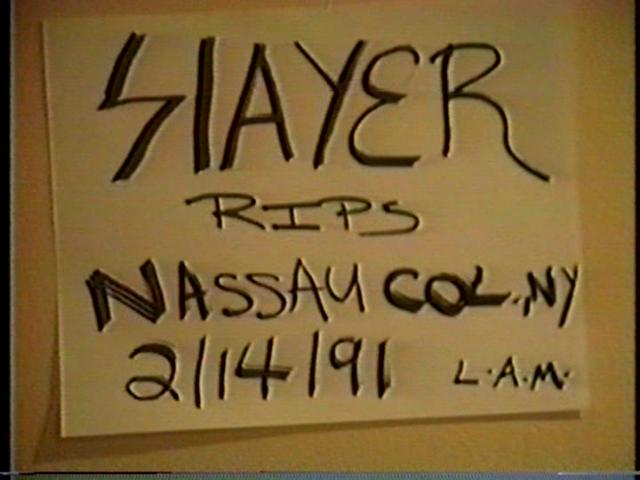 SLAYER
RIPS
NASSAU COL., NY
2/14/91 L.A.M.